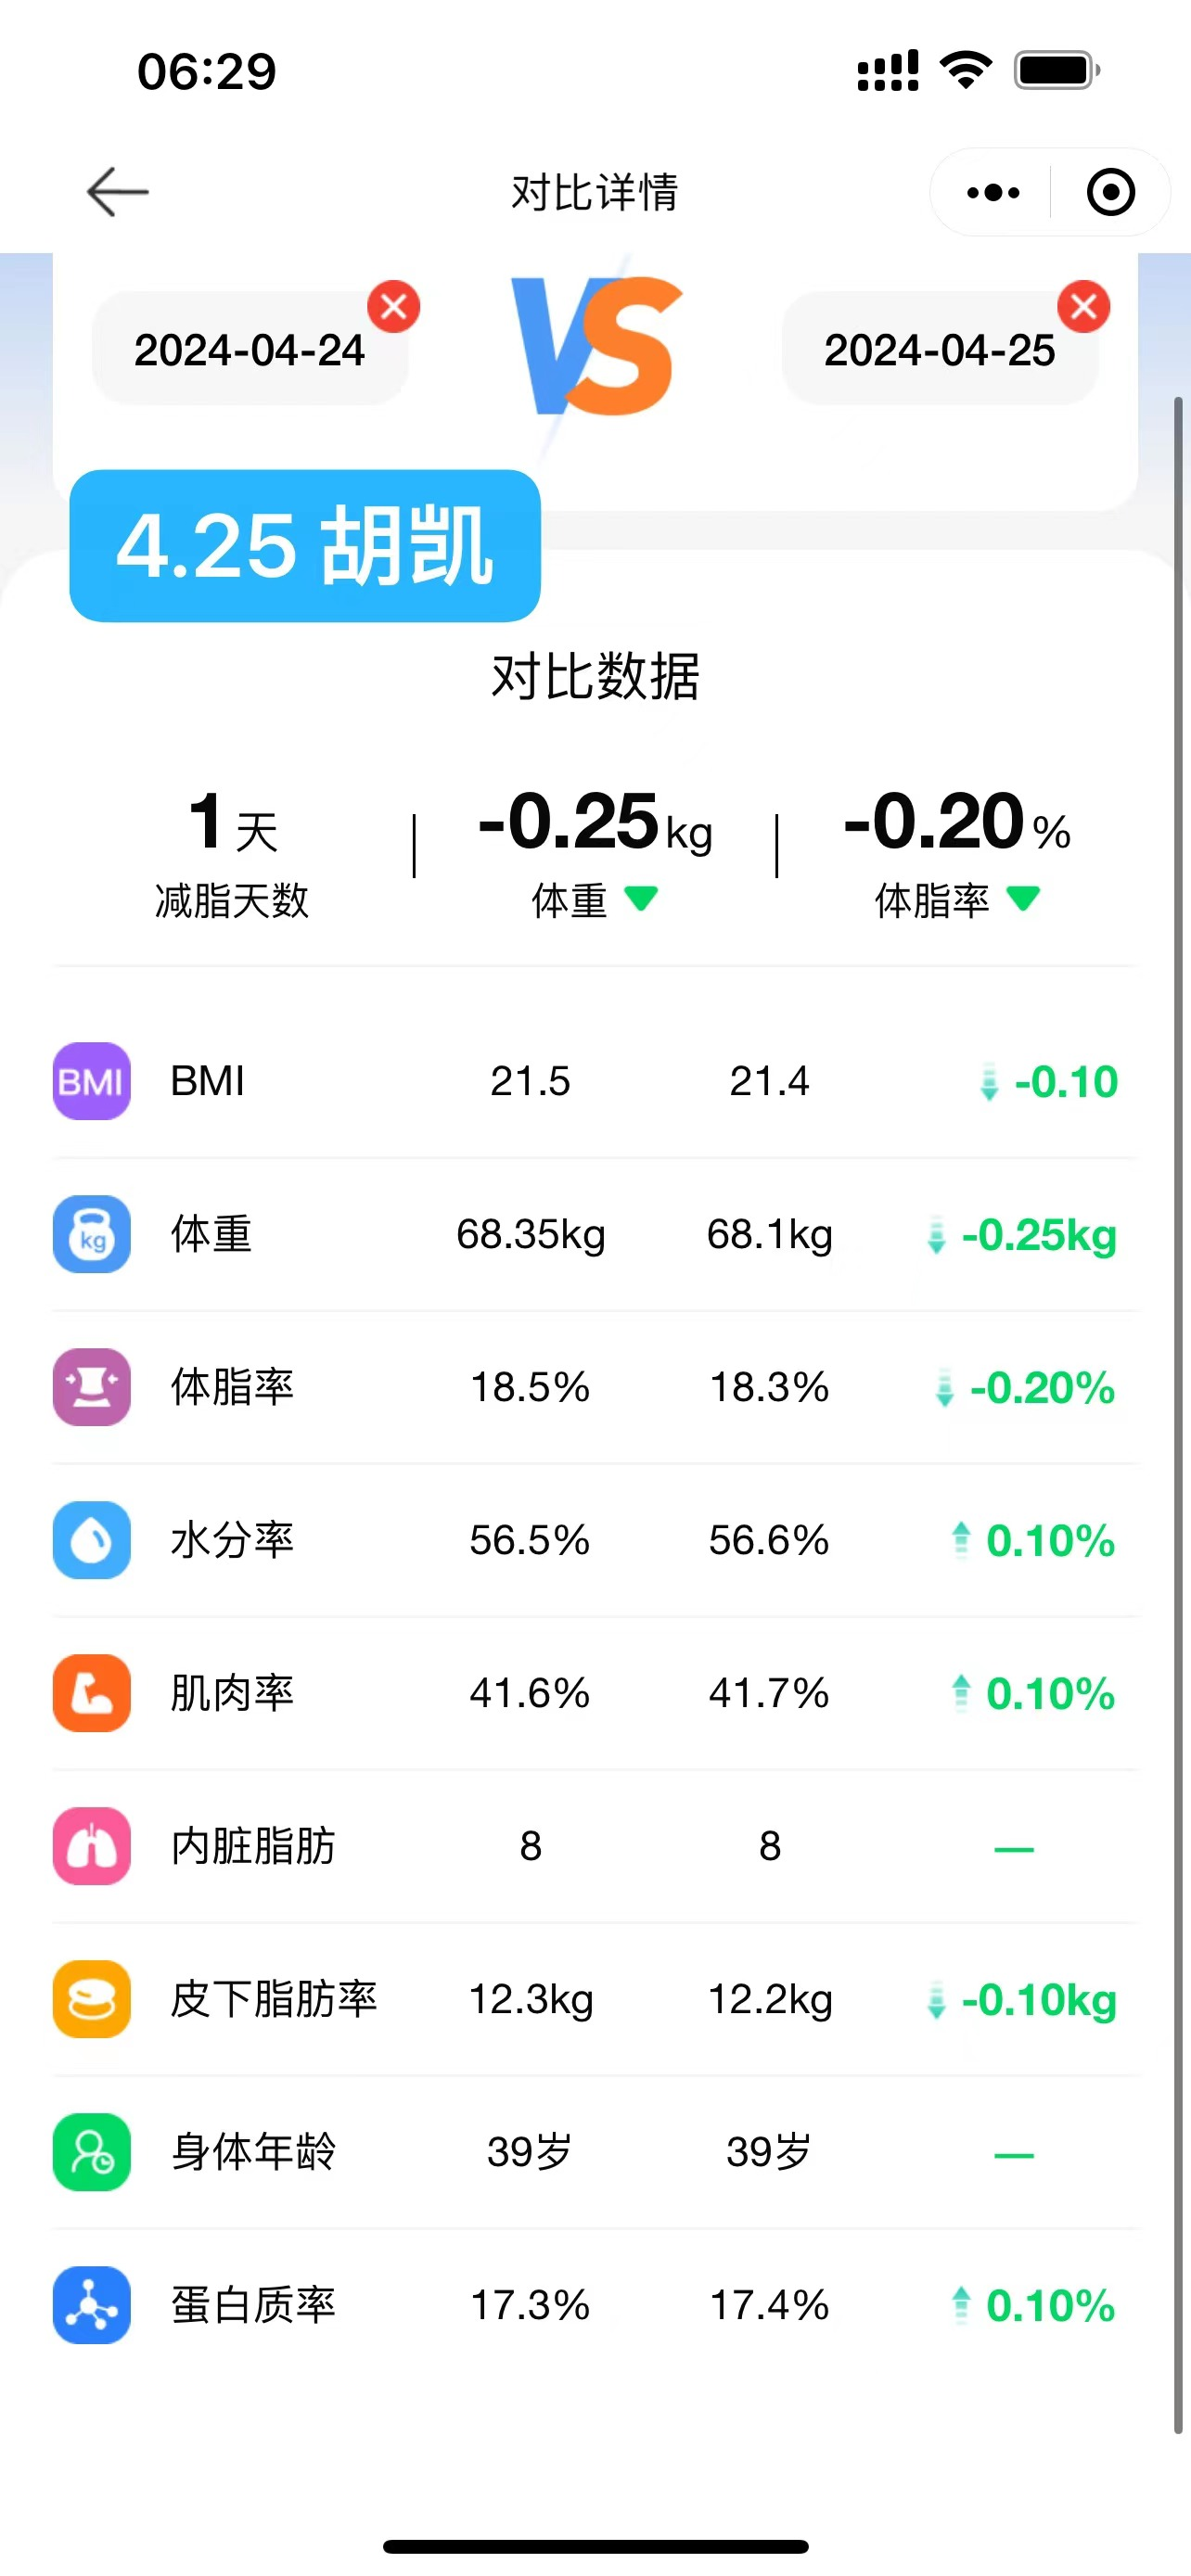 06:29
对比详情
2024-04-24 VS 2024-04-25
4.25 胡凯
对比数据
1天 -0.25kg -0.20%
减脂天数 体重 体脂率
BMI BMI 21.5 21.4 -0.10
kg 体重 68.35kg 68.1kg -0.25kg
体脂率 18.5% 18.3% -0.20%
水分率 56.5% 56.6% 0.10%
肌肉率 41.6% 41.7% 0.10%
内脏脂肪 8 8 —
皮下脂肪率 12.3kg 12.2kg -0.10kg
身体年龄 39岁 39岁 —
蛋白质率 17.3% 17.4% 0.10%